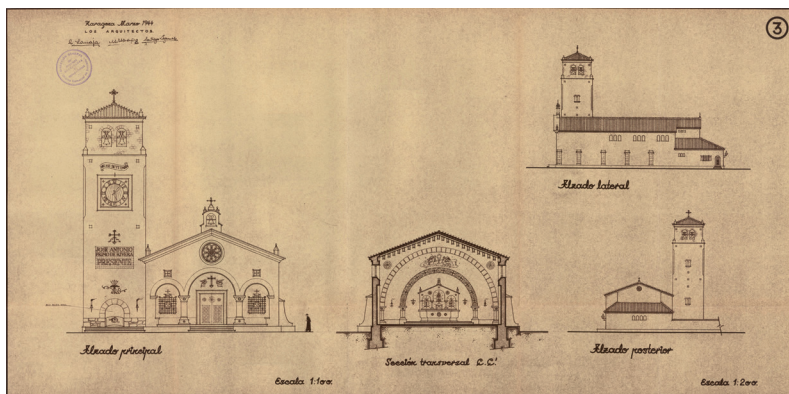 Zaragoza Marzo 1944
LOS ARQUITECTOS
3
JOSE ANTONIO
PRIMO DE RIVERA
PRESENTE
Alzado lateral
Alzado principal
Sección transversal C.C'
Alzado posterior
Escala 1:100
Escala 1:200